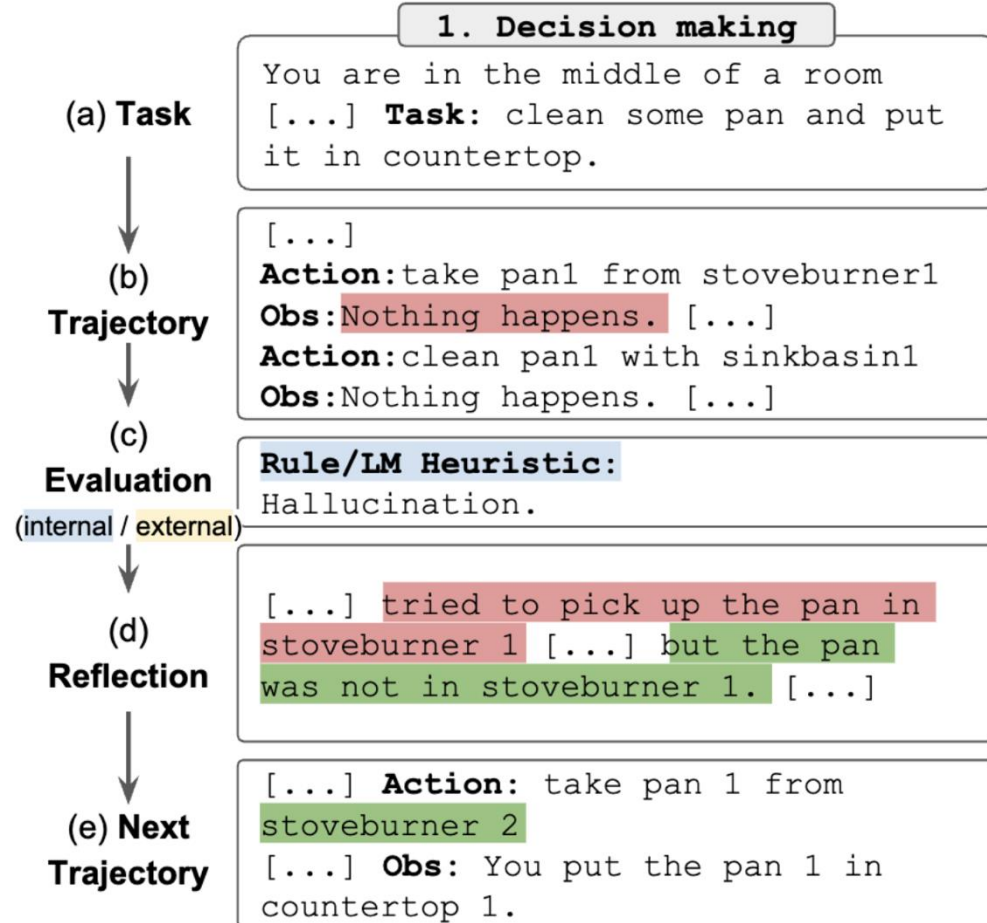 1. Decision making
(a) Task
You are in the middle of a room
[...] Task: clean some pan and put
it in countertop.
(b)
Trajectory
[...]
Action:take pan1 from stoveburner1
Obs:Nothing happens. [...]
Action:clean pan1 with sinkbasin1
Obs:Nothing happens. [...]
(c)
Evaluation
(internal / external)
Rule/LM Heuristic:
Hallucination.
(d)
Reflection
[...] tried to pick up the pan in
stoveburner 1 [...] but the pan
was not in stoveburner 1. [...]
(e) Next
Trajectory
[...] Action: take pan 1 from
stoveburner 2
[...] Obs: You put the pan 1 in
countertop 1.